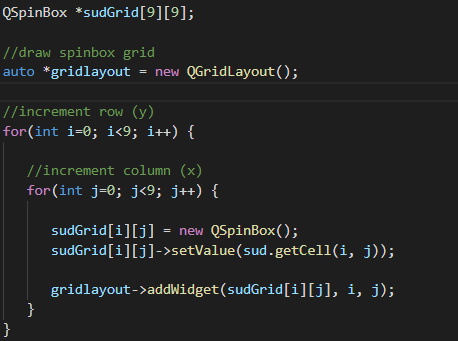 QSpinBox *sudGrid[9][9];
//draw spinbox grid
auto *gridlayout = new QGridLayout();
//increment row (y)
for(int i=0; i<9; i++) {
//increment column (x)
for(int j=0; j<9; j++) {
sudGrid[i][j] = new QSpinBox();
sudGrid[i][j]->setValue(sud.getCell(i, j));
gridlayout->addWidget(sudGrid[i][j], i, j);
}
}